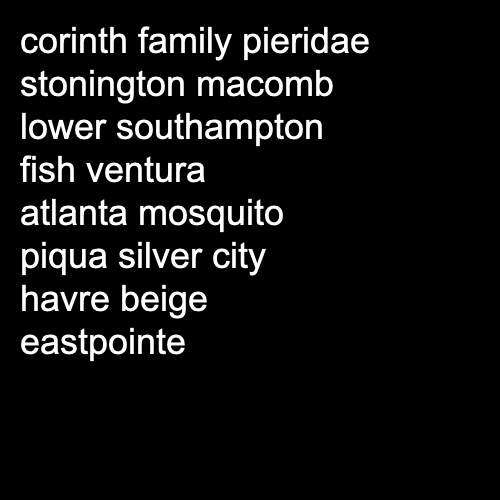 corinth family pieridae
stonington macomb
lower southampton
fish ventura
atlanta mosquito
piqua silver city
havre beige
eastpointe